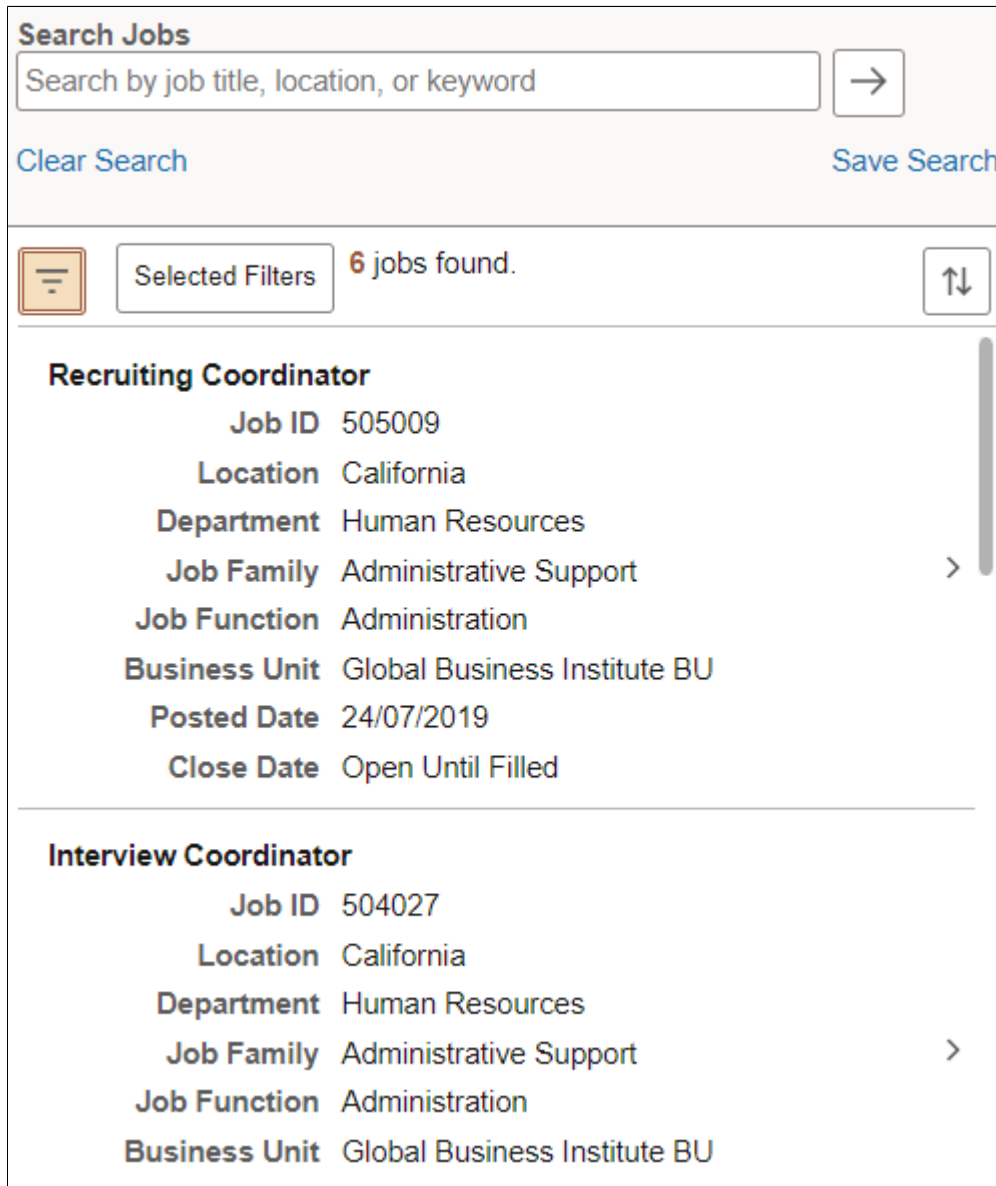 Search Jobs
Search by job title, location, or keyword
Clear Search Save Search
Selected Filters 6 jobs found.
Recruiting Coordinator
Job ID 505009
Location California
Department Human Resources
Job Family Administrative Support
Job Function Administration
Business Unit Global Business Institute BU
Posted Date 24/07/2019
Close Date Open Until Filled
Interview Coordinator
Job ID 504027
Location California
Department Human Resources
Job Family Administrative Support
Job Function Administration
Business Unit Global Business Institute BU